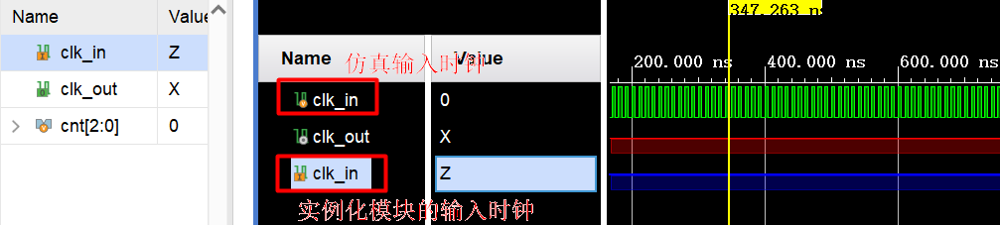 Name Value
clk_in Z
clk_out X
cnt[2:0] 0
Name Value
仿真输入时钟
clk_in 0
clk_out X
clk_in Z
实例化模块的输入时钟
347.263 ns
200.000 ns 400.000 ns 600.000 ns